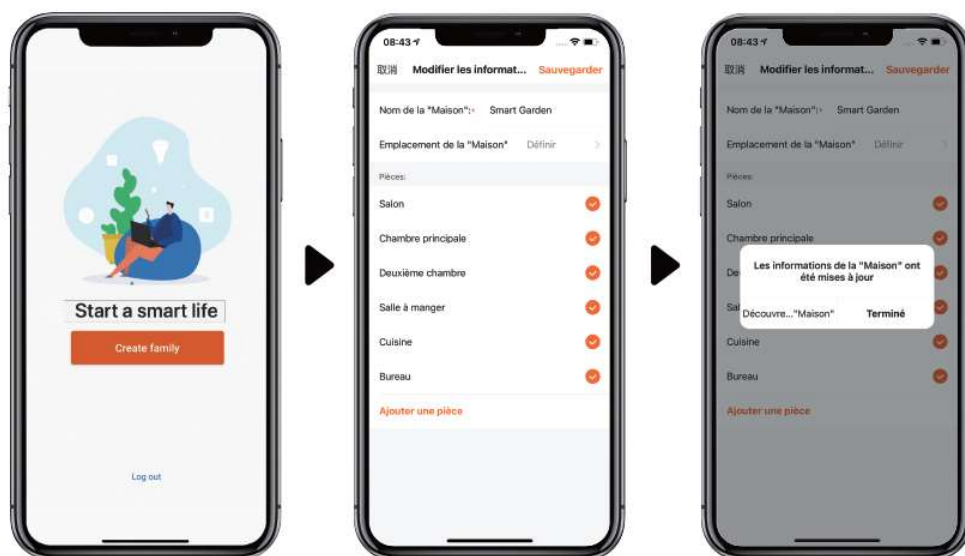 Start a smart life
Create family
Log out
08:43
取消 Modifier les informat... Sauvegarder
Nom de la "Maison":* Smart Garden
Emplacement de la "Maison" Définir
Pièces:
Salon
Chambre principale
Deuxième chambre
Salle à manger
Cuisine
Bureau
Ajouter une pièce
08:43
取消 Modifier les informat... Sauvegarder
Nom de la "Maison":* Smart Garden
Emplacement de la "Maison" Définir
Pièces:
Salon
Chambre principale
Les informations de la "Maison" ont
été mises à jour
De
Sal
Découvre..."Maison" Terminé
Cuisine
Bureau
Ajouter une pièce